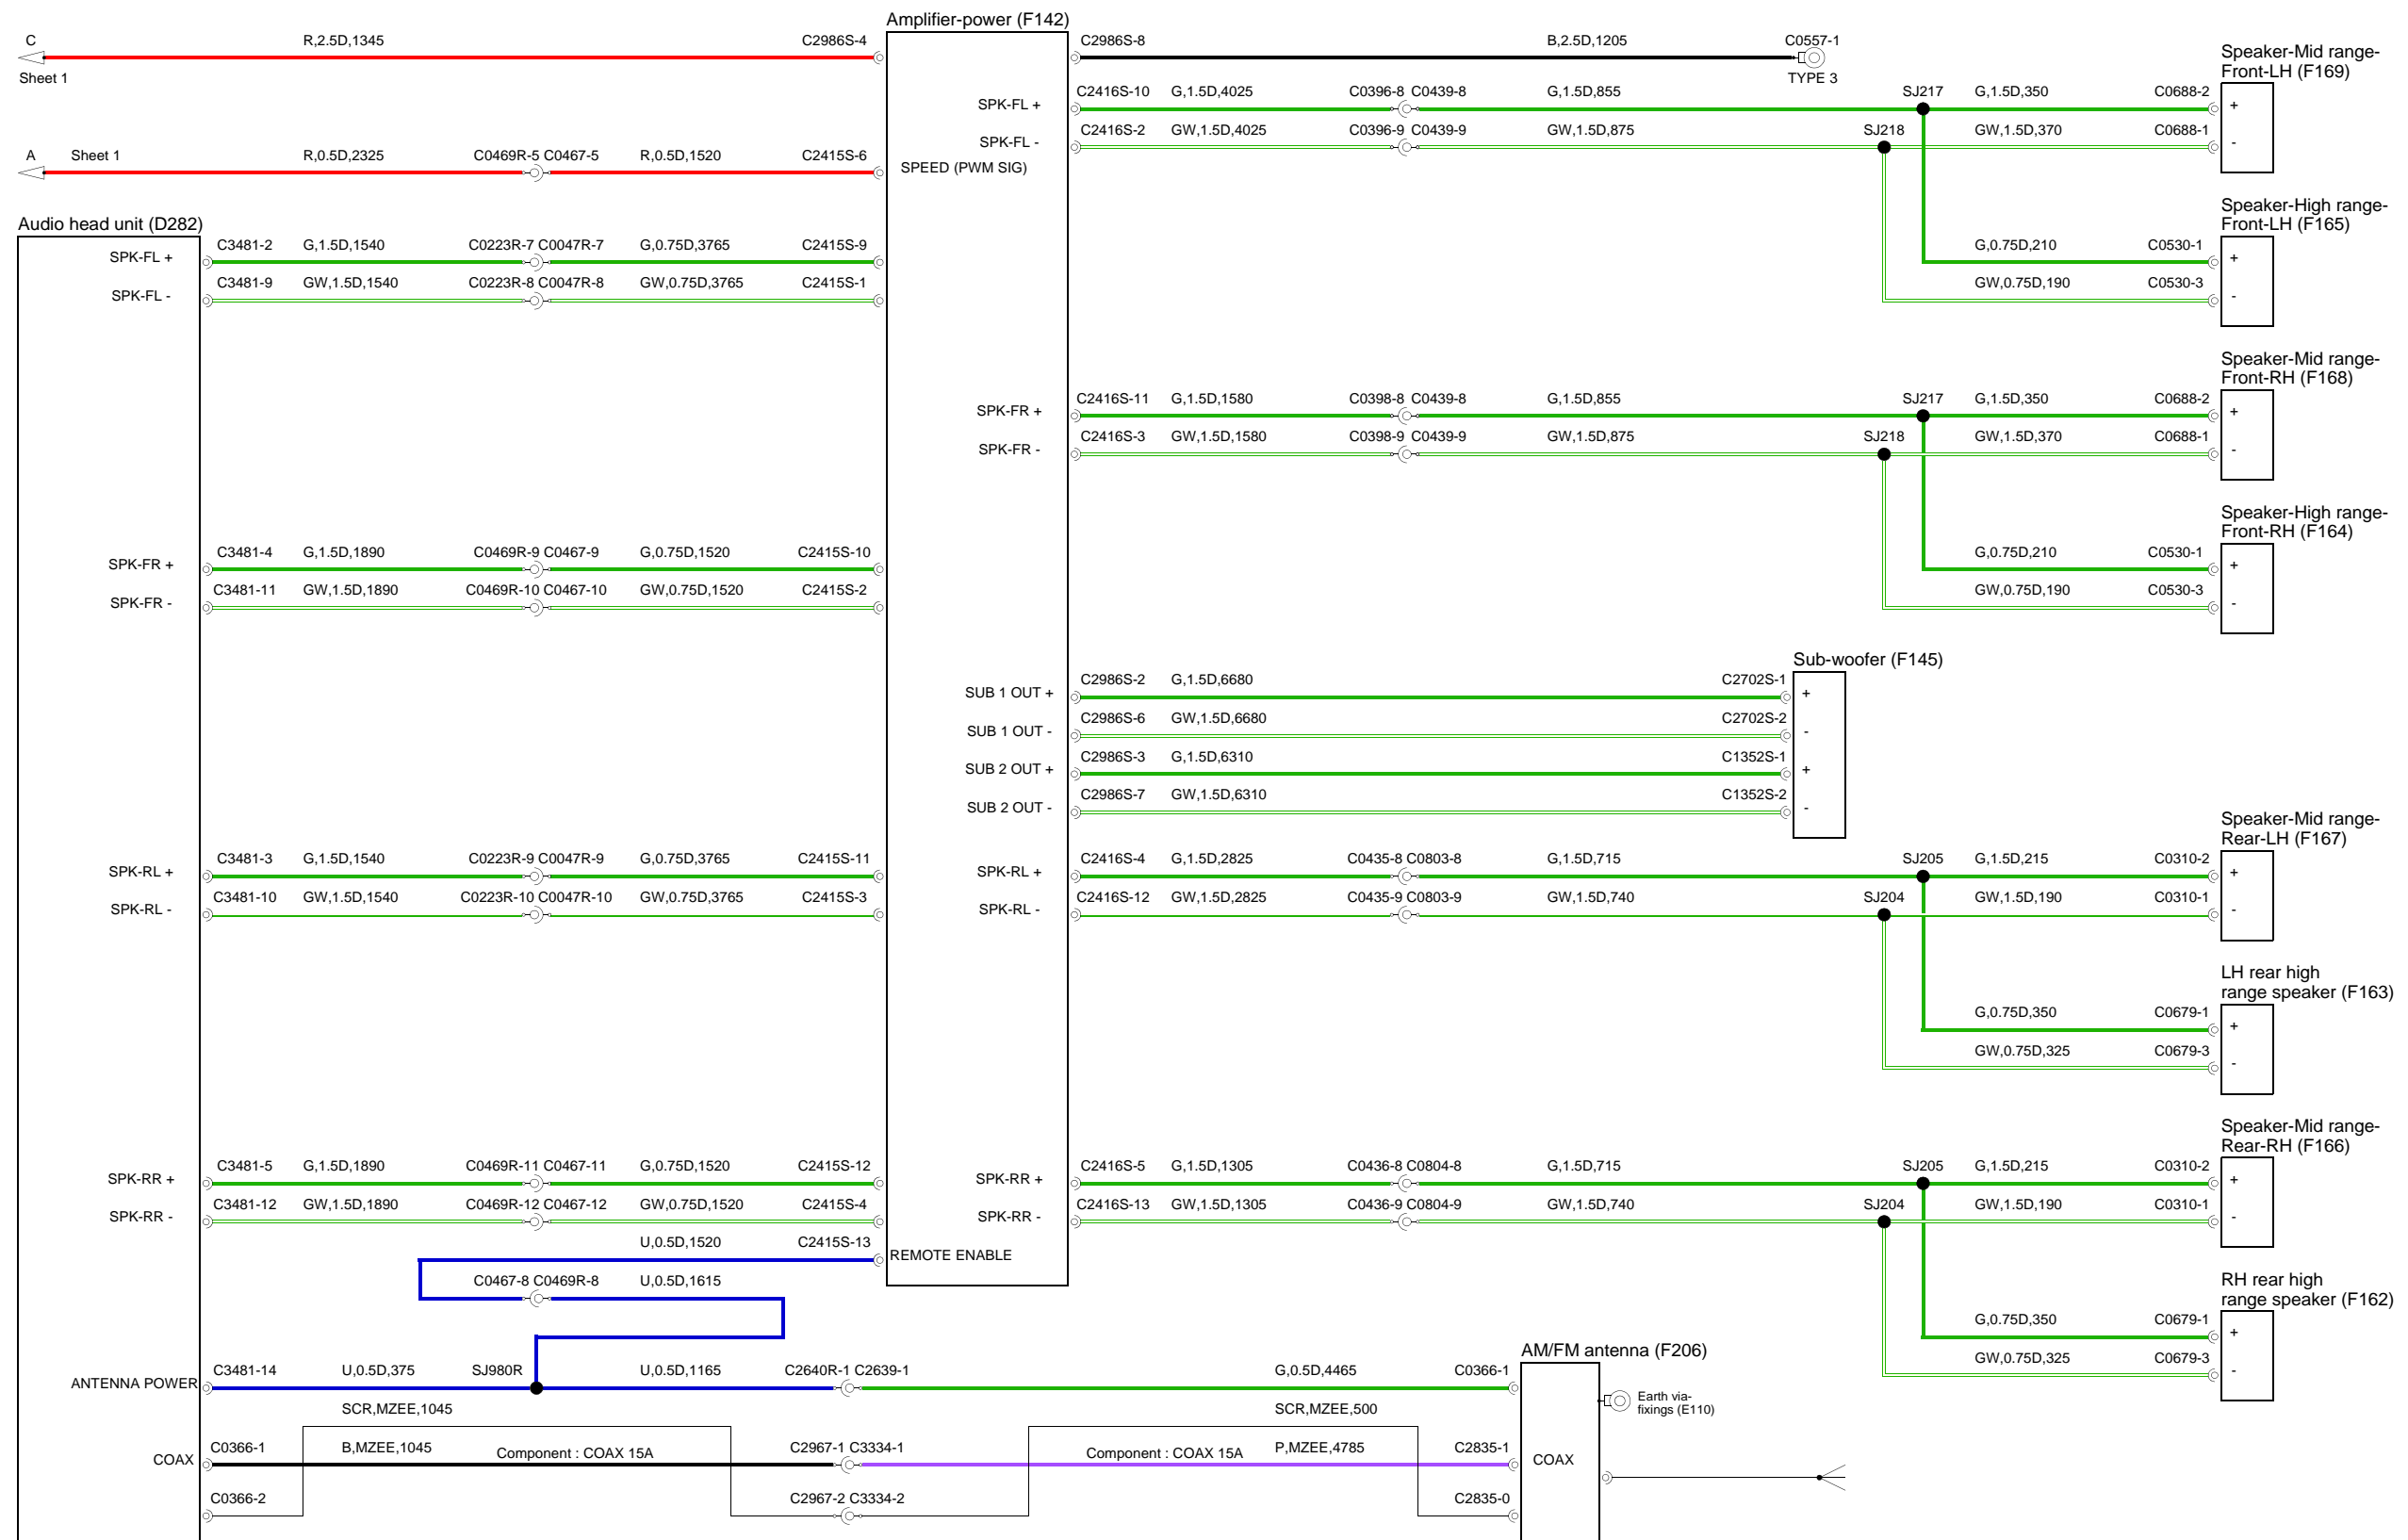 Amplifier-power (F142)
C R,2.5D,1345 C2986S-4 C2986S-8 B,2.5D,1205 C0557-1
Sheet 1 TYPE 3
Speaker-Mid range-
Front-LH (F169)
SPK-FL + C2416S-10 G,1.5D,4025 C0396-8 C0439-8 G,1.5D,855 SJ217 G,1.5D,350 C0688-2 +
SPK-FL - C2416S-2 GW,1.5D,4025 C0396-9 C0439-9 GW,1.5D,875 SJ218 GW,1.5D,370 C0688-1 -
A Sheet 1 R,0.5D,2325 C0469R-5 C0467-5 R,0.5D,1520 C2415S-6 SPEED (PWM SIG)
Audio head unit (D282)
Speaker-High range-
Front-LH (F165)
SPK-FL + C3481-2 G,1.5D,1540 C0223R-7 C0047R-7 G,0.75D,3765 C2415S-9 G,0.75D,210 C0530-1 +
SPK-FL - C3481-9 GW,1.5D,1540 C0223R-8 C0047R-8 GW,0.75D,3765 C2415S-1 GW,0.75D,190 C0530-3 -
Speaker-Mid range-
Front-RH (F168)
SPK-FR + C2416S-11 G,1.5D,1580 C0398-8 C0439-8 G,1.5D,855 SJ217 G,1.5D,350 C0688-2 +
SPK-FR - C2416S-3 GW,1.5D,1580 C0398-9 C0439-9 GW,1.5D,875 SJ218 GW,1.5D,370 C0688-1 -
Speaker-High range-
Front-RH (F164)
SPK-FR + C3481-4 G,1.5D,1890 C0469R-9 C0467-9 G,0.75D,1520 C2415S-10 G,0.75D,210 C0530-1 +
SPK-FR - C3481-11 GW,1.5D,1890 C0469R-10 C0467-10 GW,0.75D,1520 C2415S-2 GW,0.75D,190 C0530-3 -
Sub-woofer (F145)
SUB 1 OUT + C2986S-2 G,1.5D,6680 C2702S-1 +
SUB 1 OUT - C2986S-6 GW,1.5D,6680 C2702S-2 -
SUB 2 OUT + C2986S-3 G,1.5D,6310 C1352S-1 +
SUB 2 OUT - C2986S-7 GW,1.5D,6310 C1352S-2 -
Speaker-Mid range-
Rear-LH (F167)
SPK-RL + C3481-3 G,1.5D,1540 C0223R-9 C0047R-9 G,0.75D,3765 C2415S-11 SPK-RL + C2416S-4 G,1.5D,2825 C0435-8 C0803-8 G,1.5D,715 SJ205 G,1.5D,215 C0310-2 +
SPK-RL - C3481-10 GW,1.5D,1540 C0223R-10 C0047R-10 GW,0.75D,3765 C2415S-3 SPK-RL - C2416S-12 GW,1.5D,2825 C0435-9 C0803-9 GW,1.5D,740 SJ204 GW,1.5D,190 C0310-1 -
LH rear high
range speaker (F163)
G,0.75D,350 C0679-1 +
GW,0.75D,325 C0679-3 -
Speaker-Mid range-
Rear-RH (F166)
SPK-RR + C3481-5 G,1.5D,1890 C0469R-11 C0467-11 G,0.75D,1520 C2415S-12 SPK-RR + C2416S-5 G,1.5D,1305 C0436-8 C0804-8 G,1.5D,715 SJ205 G,1.5D,215 C0310-2 +
SPK-RR - C3481-12 GW,1.5D,1890 C0469R-12 C0467-12 GW,0.75D,1520 C2415S-4 SPK-RR - C2416S-13 GW,1.5D,1305 C0436-9 C0804-9 GW,1.5D,740 SJ204 GW,1.5D,190 C0310-1 -
U,0.5D,1520 C2415S-13 REMOTE ENABLE
C0467-8 C0469R-8 U,0.5D,1615
RH rear high
range speaker (F162)
G,0.75D,350 C0679-1 +
GW,0.75D,325 C0679-3 -
AM/FM antenna (F206)
ANTENNA POWER C3481-14 U,0.5D,375 SJ980R U,0.5D,1165 C2640R-1 C2639-1 G,0.5D,4465 C0366-1
Earth via-
fixings (E110)
SCR,MZEE,1045 SCR,MZEE,500
COAX C0366-1 B,MZEE,1045 Component : COAX 15A C2967-1 C3334-1 Component : COAX 15A P,MZEE,4785 C2835-1 COAX
C0366-2 C2967-2 C3334-2 C2835-0